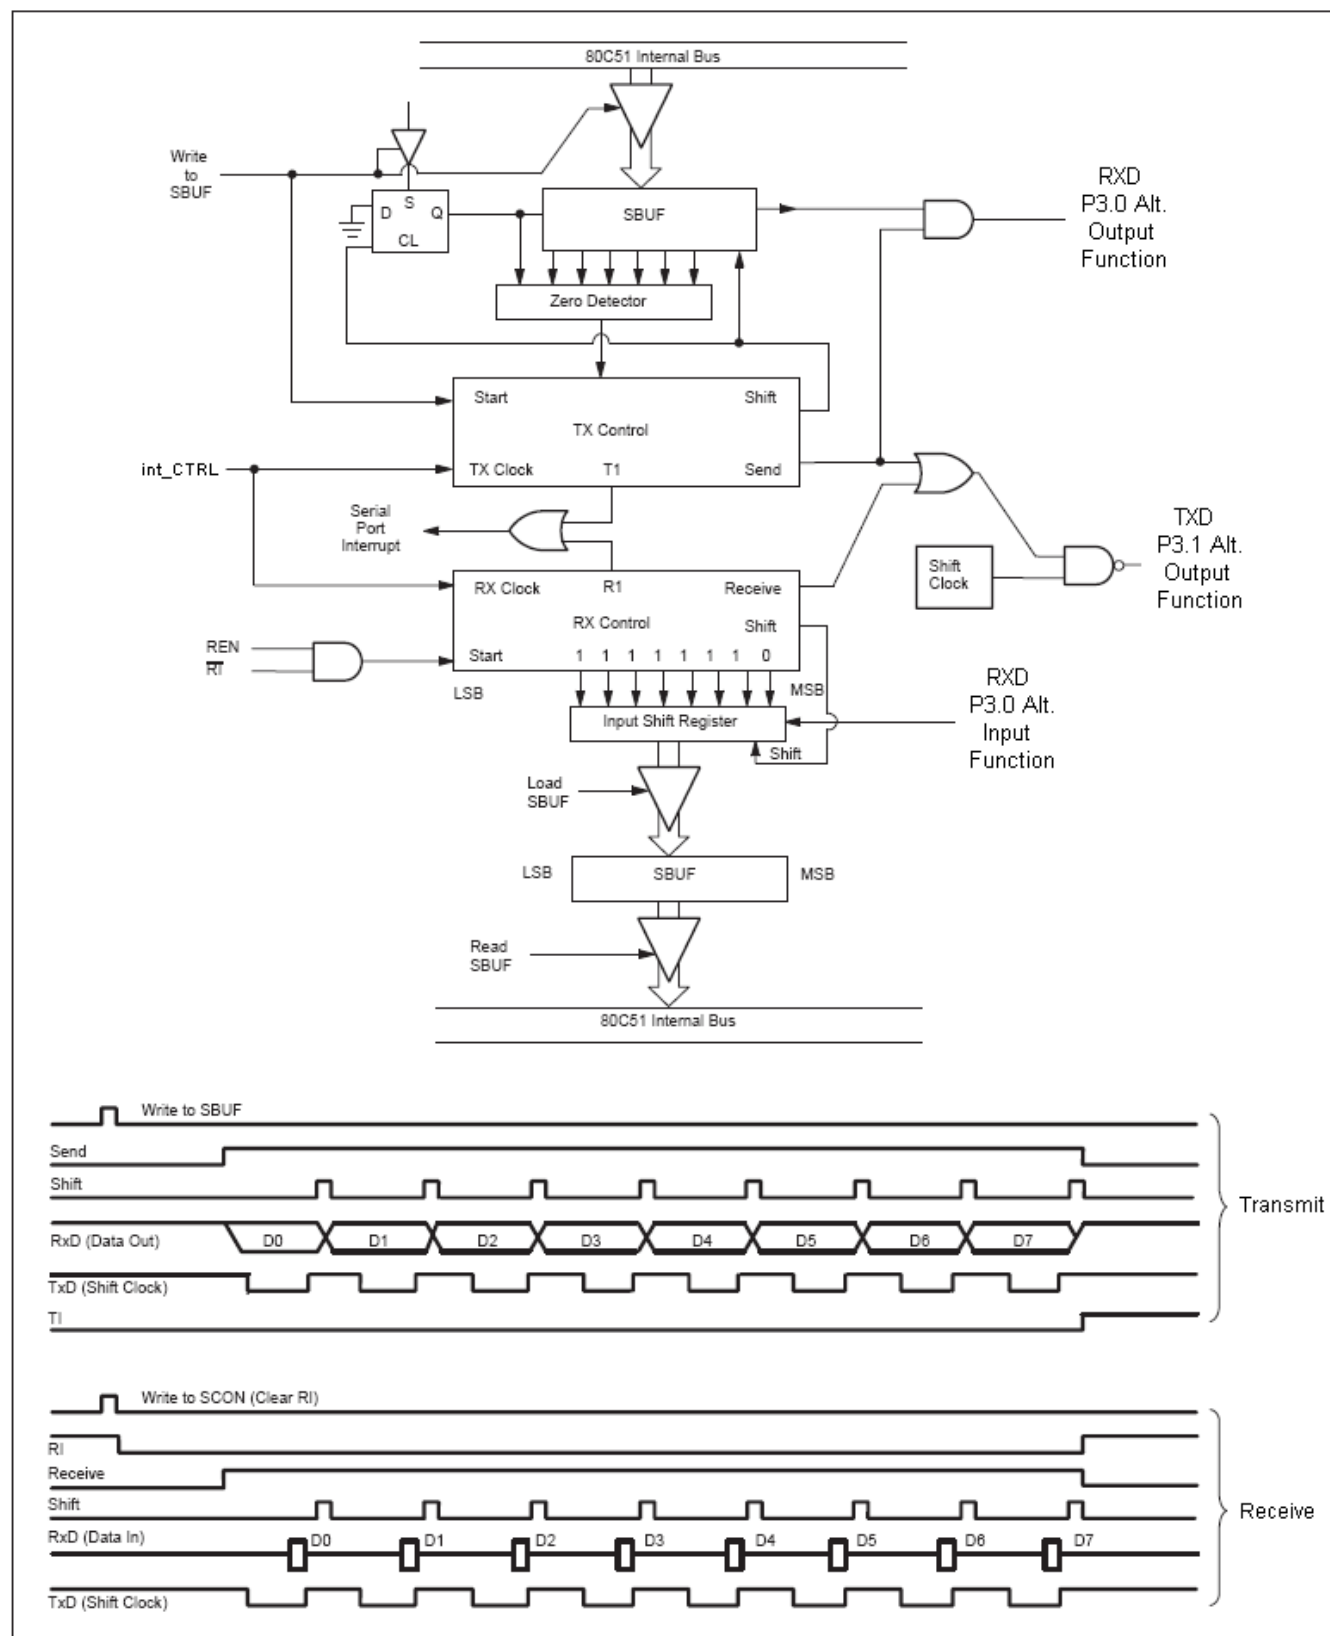 80C51 Internal Bus
Write
to
SBUF
D
S
Q
CL
SBUF
RXD
P3.0 Alt.
Output
Function
Zero Detector
Start
Shift
TX Control
int_CTRL
TX Clock
T1
Send
Serial
Port
Interrupt
TXD
P3.1 Alt.
Output
Function
Shift
Clock
RX Clock
R1
Receive
RX Control
Shift
REN
RI
Start
1 1 1 1 1 1 1 0
LSB
MSB
RXD
P3.0 Alt.
Input
Function
Input Shift Register
Shift
Load
SBUF
LSB
SBUF
MSB
Read
SBUF
80C51 Internal Bus
Write to SBUF
Send
Shift
Transmit
RxD (Data Out)
D0 D1 D2 D3 D4 D5 D6 D7
TxD (Shift Clock)
TI
Write to SCON (Clear RI)
RI
Receive
Shift
Receive
RxD (Data In)
D0 D1 D2 D3 D4 D5 D6 D7
TxD (Shift Clock)